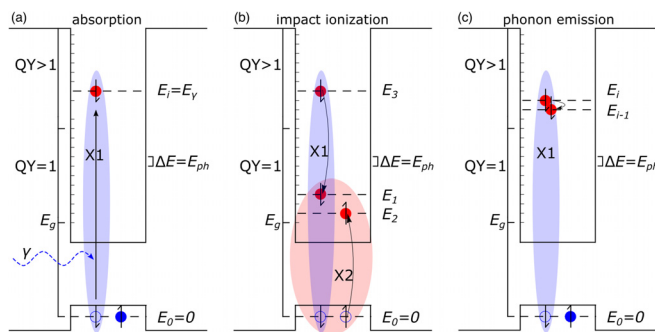 (a) absorption
QY>1
Ei=Eγ
X1
QY=1
ΔE=Eph
Eg
γ
E0=0
(b) impact ionization
QY>1
E3
X1
QY=1
ΔE=Eph
E1
E2
Eg
X2
E0=0
(c) phonon emission
QY>1
Ei
Ei-1
X1
QY=1
ΔE=Eph
Eg
E0=0